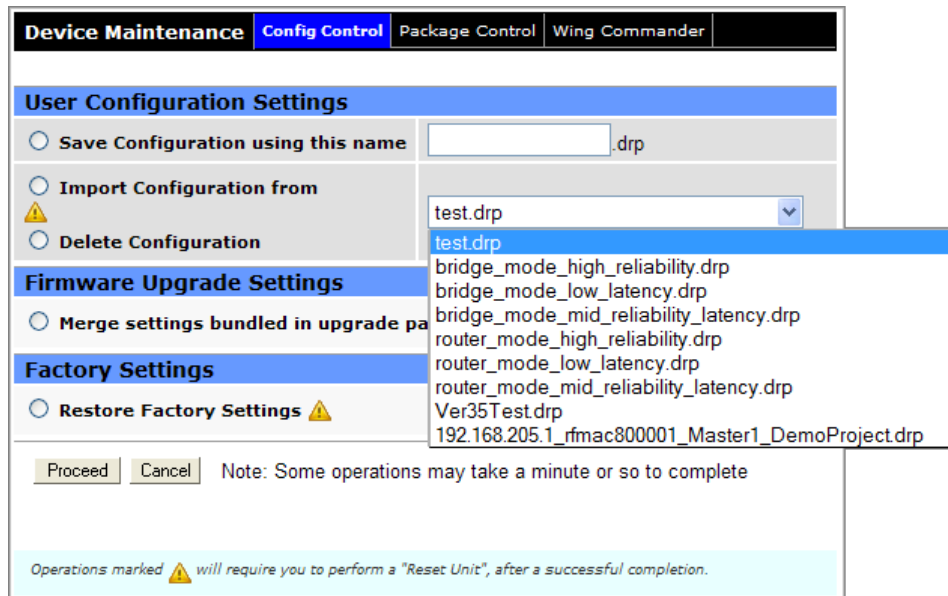 Device Maintenance Config Control Package Control Wing Commander
User Configuration Settings
Save Configuration using this name .drp
Import Configuration from
test.drp
Delete Configuration
test.drp
bridge_mode_high_reliability.drp
bridge_mode_low_latency.drp
bridge_mode_mid_reliability_latency.drp
router_mode_high_reliability.drp
router_mode_low_latency.drp
router_mode_mid_reliability_latency.drp
Ver35Test.drp
192.168.205.1_rfmac800001_Master1_DemoProject.drp
Firmware Upgrade Settings
Merge settings bundled in upgrade pa
Factory Settings
Restore Factory Settings
Proceed Cancel Note: Some operations may take a minute or so to complete
Operations marked will require you to perform a "Reset Unit", after a successful completion.